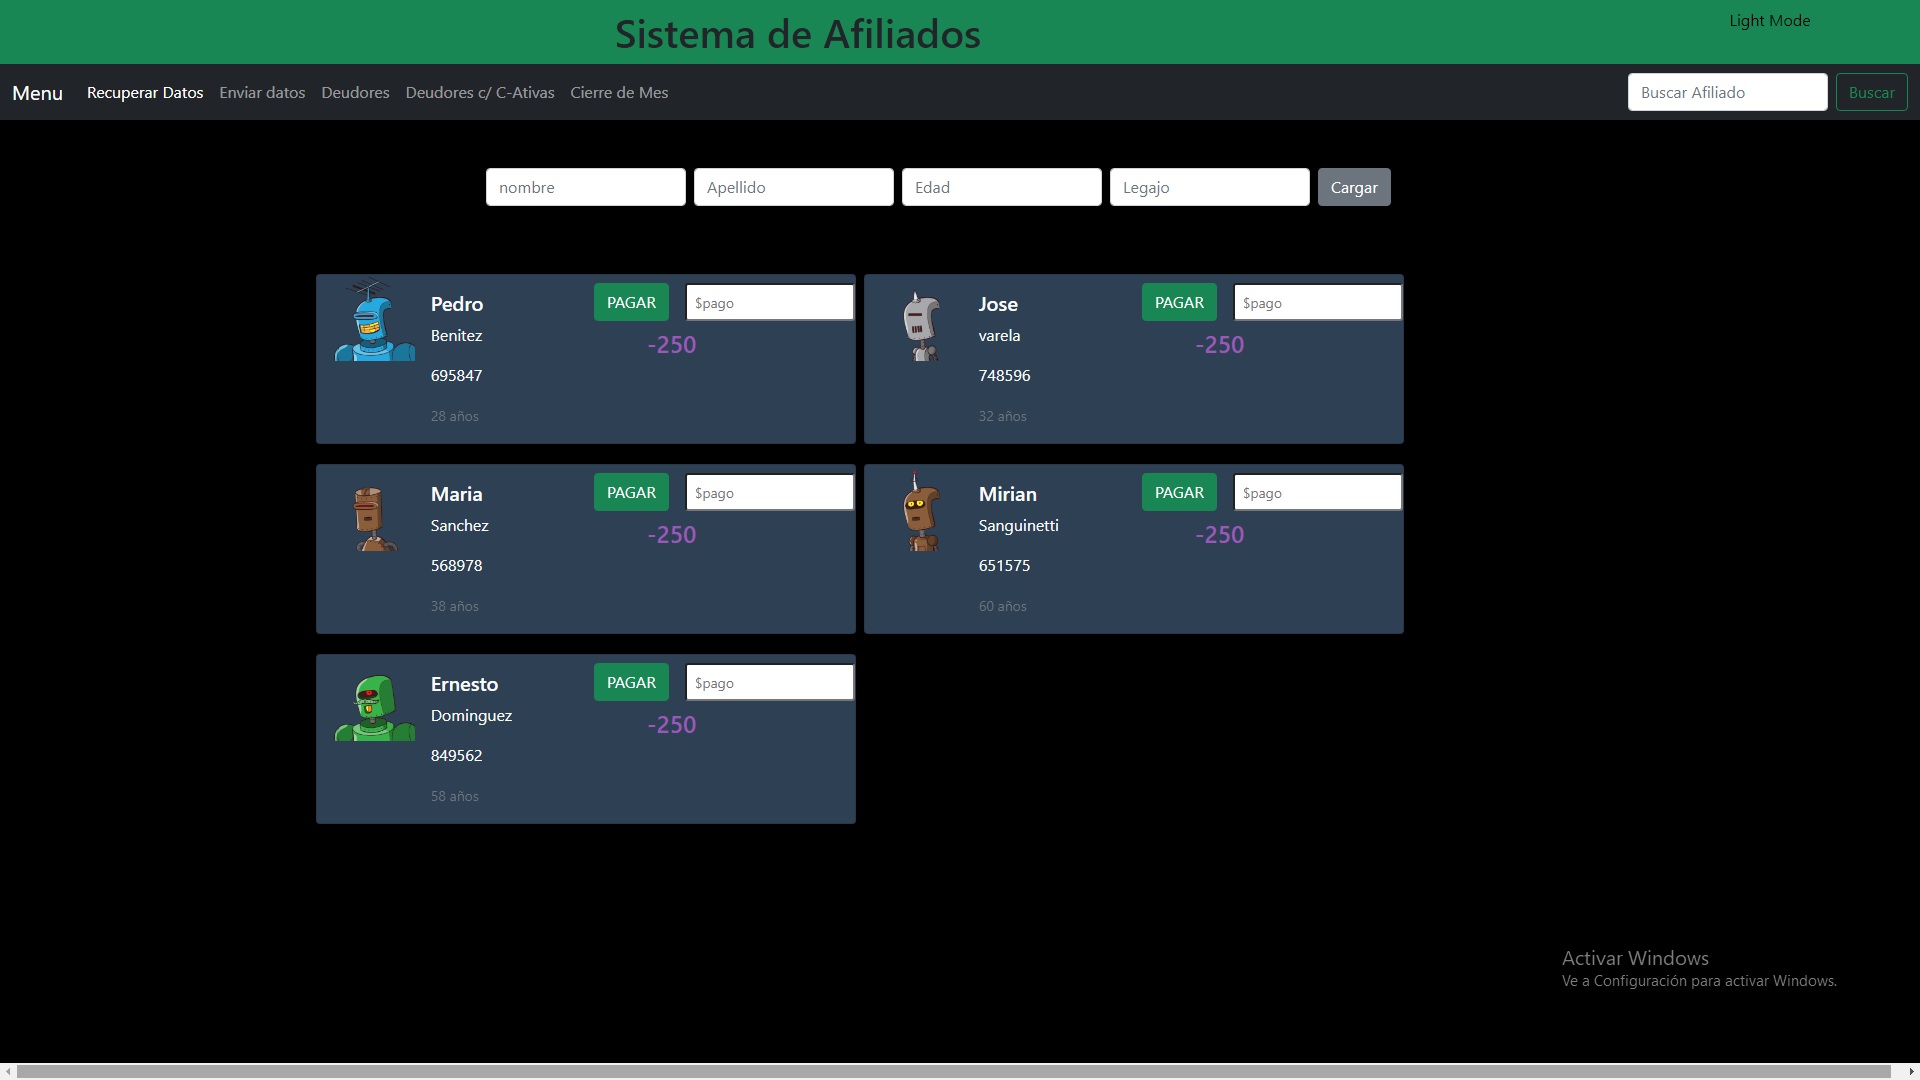 Sistema de Afiliados
Light Mode
Menu Recuperar Datos Enviar datos Deudores Deudores c/ C-Ativas Cierre de Mes Buscar Afiliado Buscar
nombre Apellido Edad Legajo Cargar
Pedro PAGAR $pago
Benitez -250
695847
28 años
Jose PAGAR $pago
varela -250
748596
32 años
Maria PAGAR $pago
Sanchez -250
568978
38 años
Mirian PAGAR $pago
Sanguinetti -250
651575
60 años
Ernesto PAGAR $pago
Dominguez -250
849562
58 años
Activar Windows
Ve a Configuración para activar Windows.